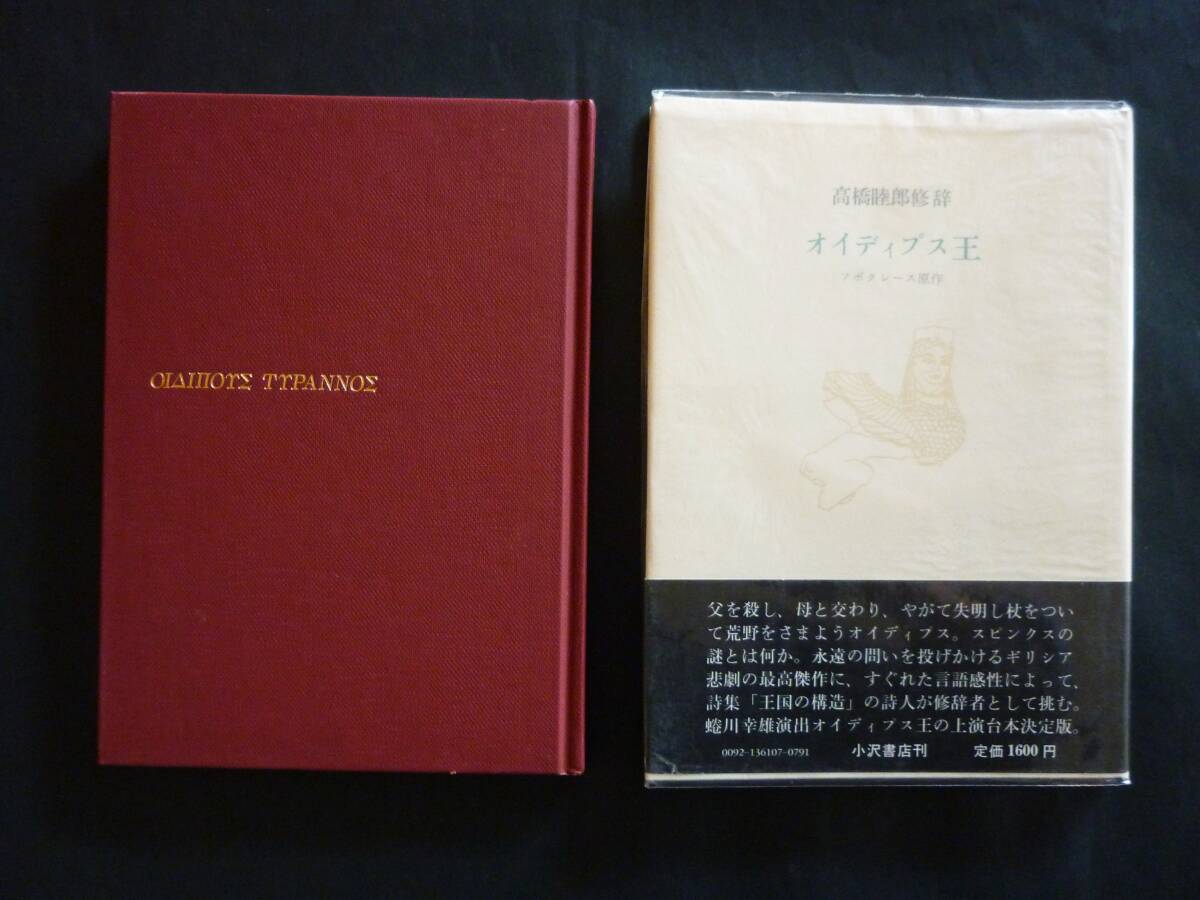 ΟΙΔΙΠΟΥΣ ΤΥΡΑΝΝΟΣ
高橋睦郎修辞
オイディプス王
ソポクレース原作
父を殺し、母と交わり、やがて失明し杖をつい
て荒野をさまようオイディプス。スピンクスの
謎とは何か。永遠の問いを投げかけるギリシア
悲劇の最高傑作に、すぐれた言語感性によって、
詩集「王国の構造」の詩人が修辞者として挑む。
蜷川幸雄演出オイディプス王の上演台本決定版。
0092-136107-0791 小沢書店刊 定価1600円